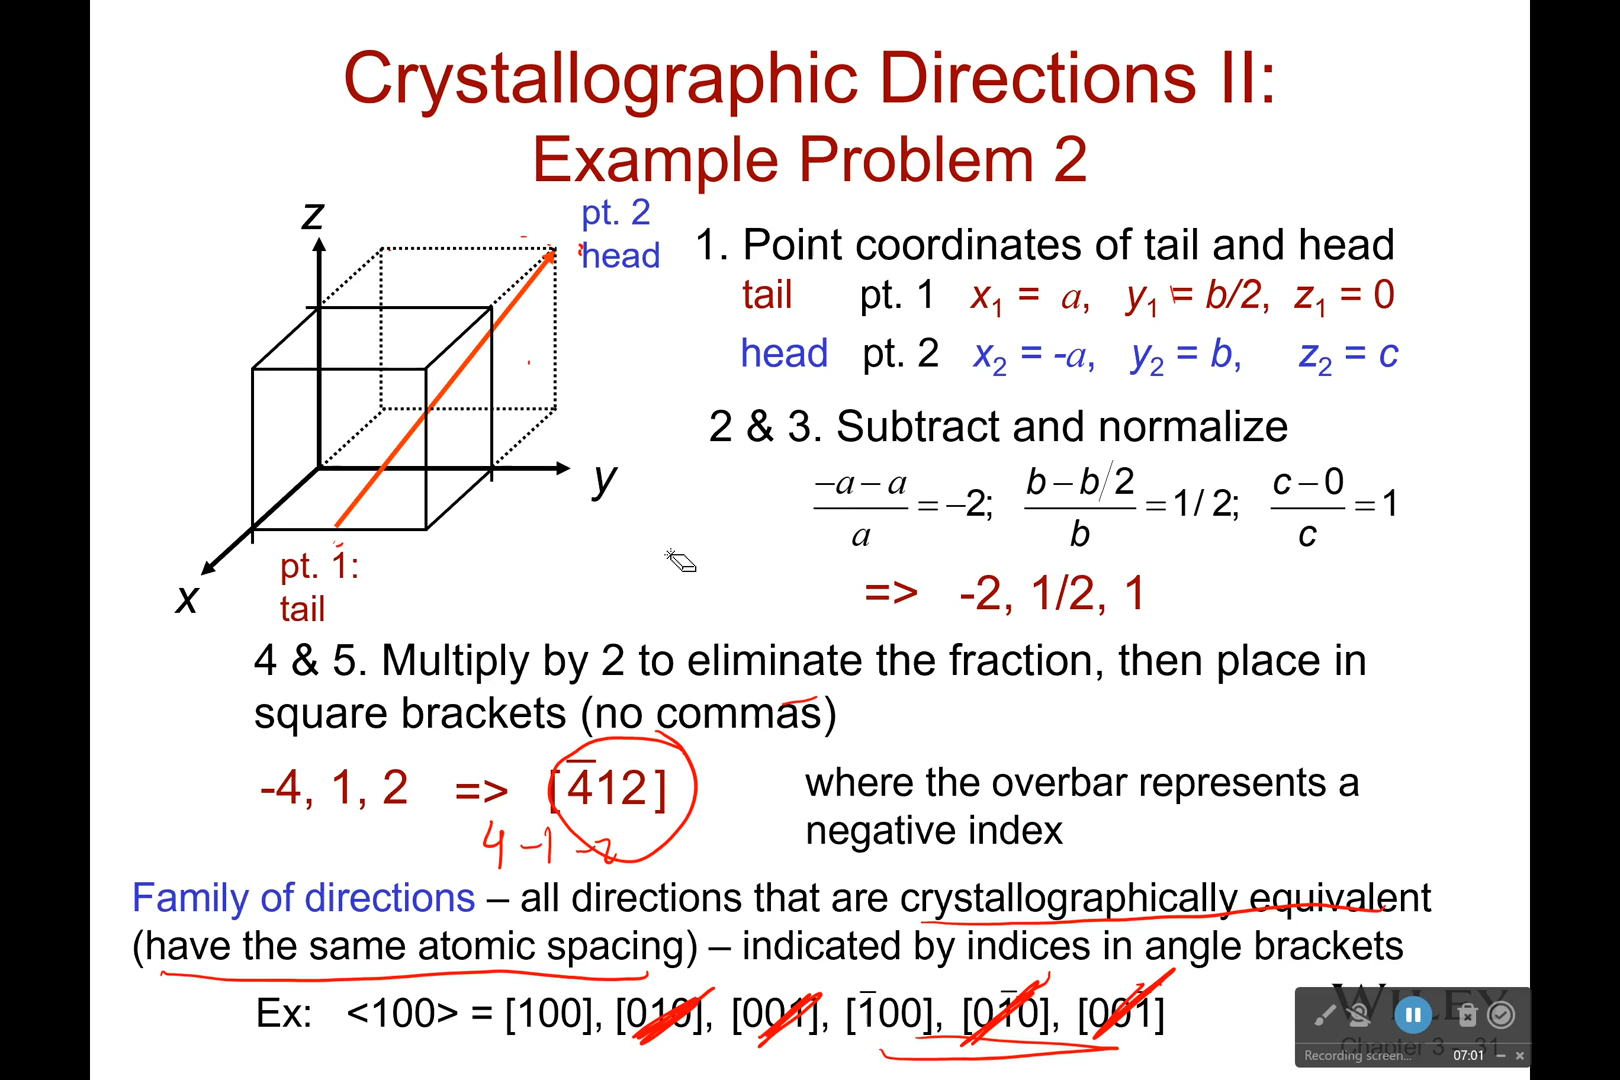 Crystallographic Directions II:
Example Problem 2
z
pt. 2
head
y
x
pt. 1:
tail
1. Point coordinates of tail and head
tail pt. 1 x₁ = a, y₁ = b/2, z₁ = 0
head pt. 2 x₂ = -a, y₂ = b, z₂ = c
2 & 3. Subtract and normalize
(−a − a)/a = −2; (b − b/2)/b = 1/2; (c − 0)/c = 1
=> -2, 1/2, 1
4 & 5. Multiply by 2 to eliminate the fraction, then place in
square brackets (no commas)
-4, 1, 2 => [4̅12]
4 -1 -2
where the overbar represents a
negative index
Family of directions – all directions that are crystallographically equivalent
(have the same atomic spacing) – indicated by indices in angle brackets
Ex: <100> = [100], [010], [001], [1̅00], [01̅0], [001̅]
WILEY
Chapter 3 - 31
Recording screen... 07:01